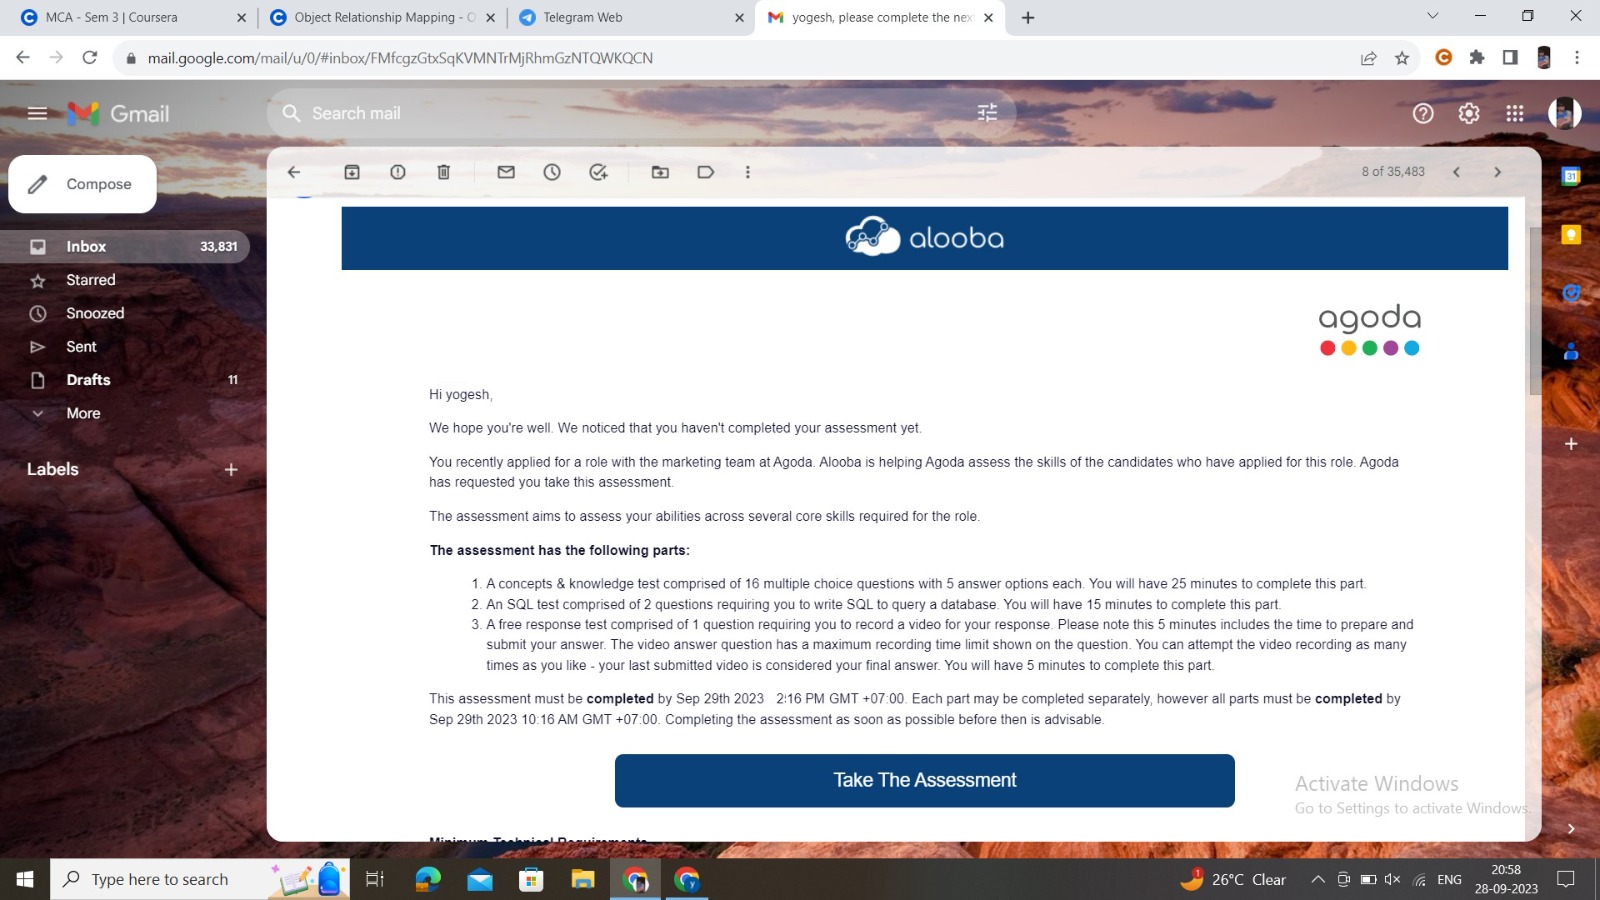 MCA - Sem 3 | Coursera
Object Relationship Mapping - O
Telegram Web
yogesh, please complete the nex
mail.google.com/mail/u/0/#inbox/FMfcgzGtxSqKVMNTrMjRhmGzNTQWKQCN
Gmail
Search mail
Compose
8 of 35,483
31
Inbox 33,831
Starred
Snoozed
Sent
Drafts 11
More
Labels
alooba
agoda
Hi yogesh,
We hope you're well. We noticed that you haven't completed your assessment yet.
You recently applied for a role with the marketing team at Agoda. Alooba is helping Agoda assess the skills of the candidates who have applied for this role. Agoda
has requested you take this assessment.
The assessment aims to assess your abilities across several core skills required for the role.
The assessment has the following parts:
1. A concepts & knowledge test comprised of 16 multiple choice questions with 5 answer options each. You will have 25 minutes to complete this part.
2. An SQL test comprised of 2 questions requiring you to write SQL to query a database. You will have 15 minutes to complete this part.
3. A free response test comprised of 1 question requiring you to record a video for your response. Please note this 5 minutes includes the time to prepare and
submit your answer. The video answer question has a maximum recording time limit shown on the question. You can attempt the video recording as many
times as you like - your last submitted video is considered your final answer. You will have 5 minutes to complete this part.
This assessment must be completed by Sep 29th 2023 2:16 PM GMT +07:00. Each part may be completed separately, however all parts must be completed by
Sep 29th 2023 10:16 AM GMT +07:00. Completing the assessment as soon as possible before then is advisable.
Take The Assessment
Activate Windows
Go to Settings to activate Windows.
Minimum Technical Requirements
Type here to search
1
26°C Clear
ENG
20:58
28-09-2023